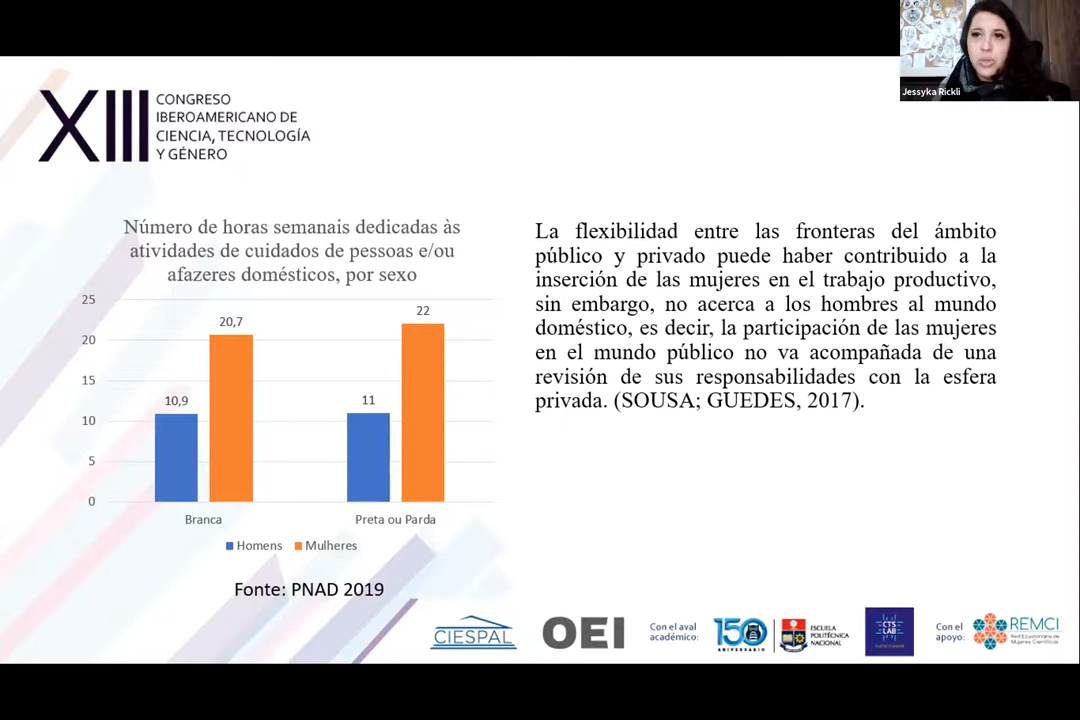 Jessyka Rickli
XIII
CONGRESO
IBEROAMERICANO DE
CIENCIA, TECNOLOGÍA
Y GÉNERO
Número de horas semanais dedicadas às
atividades de cuidados de pessoas e/ou
afazeres domésticos, por sexo
25
20
15
10
5
0
20,7
10,9
22
11
Branca
Preta ou Parda
Homens
Mulheres
Fonte: PNAD 2019
La flexibilidad entre las fronteras del ámbito
público y privado puede haber contribuido a la
inserción de las mujeres en el trabajo productivo,
sin embargo, no acerca a los hombres al mundo
doméstico, es decir, la participación de las mujeres
en el mundo público no va acompañada de una
revisión de sus responsabilidades con la esfera
privada. (SOUSA; GUEDES, 2017).
CIESPAL
OEI
Con el aval
académico:
150
ANIVERSARIO
ESCUELA
POLITÉCNICA
NACIONAL
CTS
LAB
Con el
apoyo:
REMCI
Red Ecuatoriana de
Mujeres Científicas